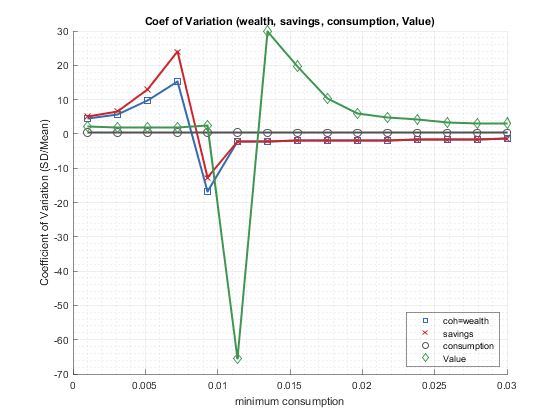 Coef of Variation (wealth, savings, consumption, Value)
30
20
10
0
-10
-20
-30
-40
-50
-60
-70
Coefficient of Variation (SD/Mean)
0
0.005
0.01
0.015
0.02
0.025
0.03
minimum consumption
coh=wealth
savings
consumption
Value